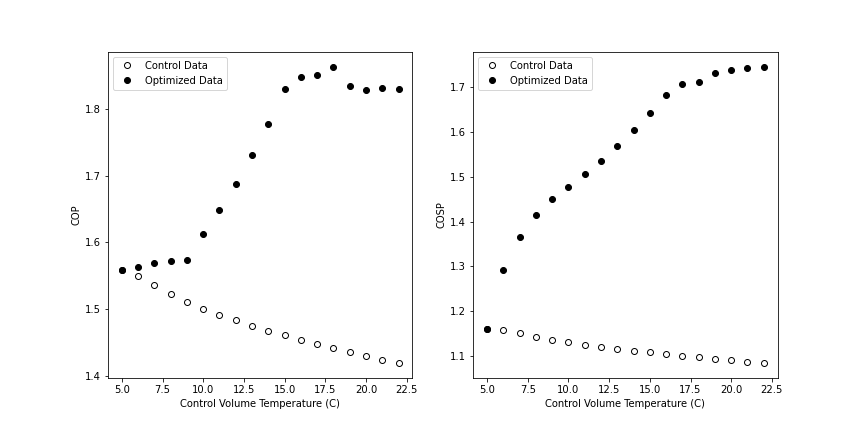 Control Data
Optimized Data
1.8
1.7
1.6
1.5
1.4
COP
5.0 7.5 10.0 12.5 15.0 17.5 20.0 22.5
Control Volume Temperature (C)
Control Data
Optimized Data
1.7
1.6
1.5
1.4
1.3
1.2
1.1
COSP
5.0 7.5 10.0 12.5 15.0 17.5 20.0 22.5
Control Volume Temperature (C)